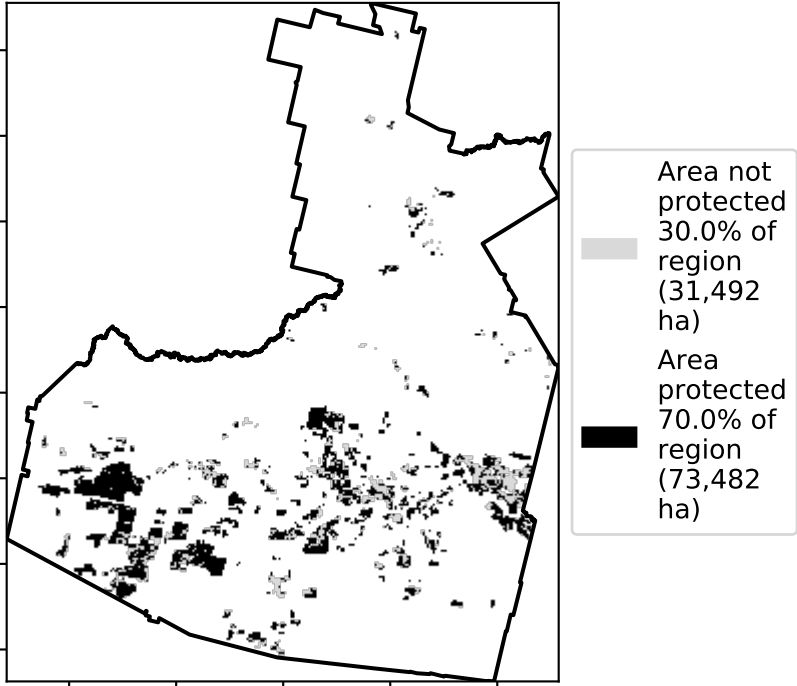 Area not
protected
30.0% of
region
(31,492
ha)
Area
protected
70.0% of
region
(73,482
ha)